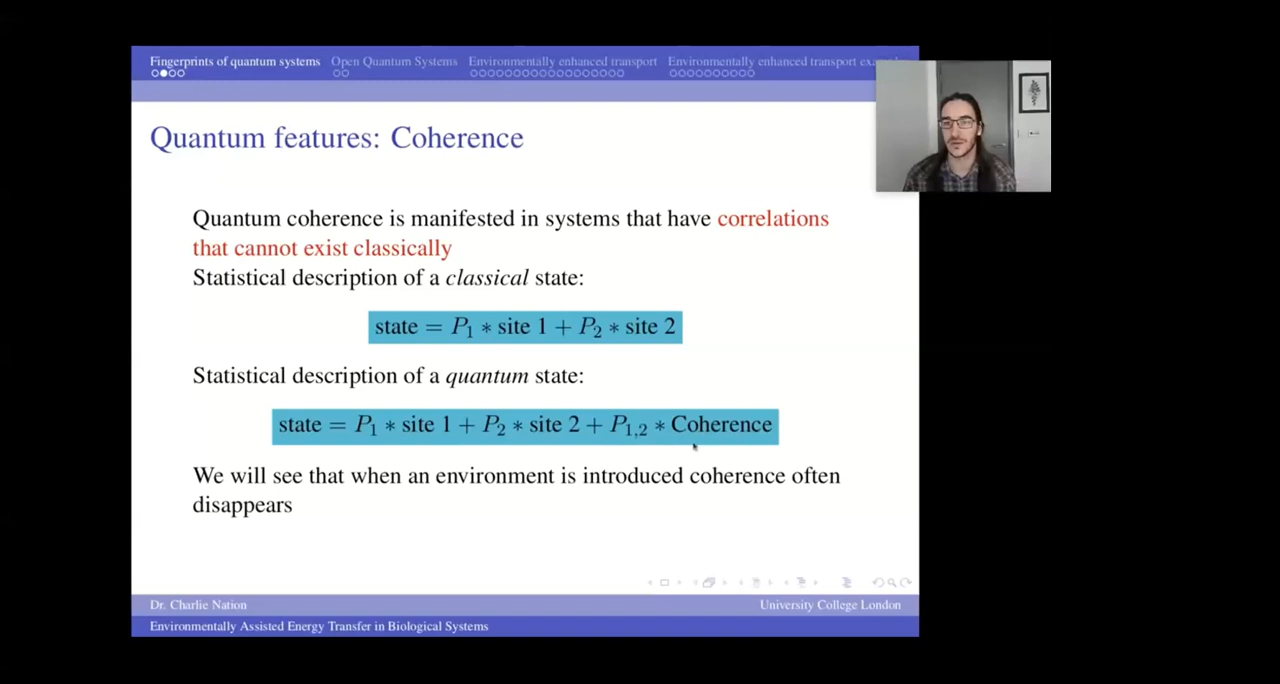 Fingerprints of quantum systems Open Quantum Systems Environmentally enhanced transport Environmentally enhanced transport
Quantum features: Coherence
Quantum coherence is manifested in systems that have correlations
that cannot exist classically
Statistical description of a classical state:
state = P₁ ∗ site 1 + P₂ ∗ site 2
Statistical description of a quantum state:
state = P₁ ∗ site 1 + P₂ ∗ site 2 + P₁,₂ ∗ Coherence
We will see that when an environment is introduced coherence often
disappears
Dr. Charlie Nation University College London
Environmentally Assisted Energy Transfer in Biological Systems